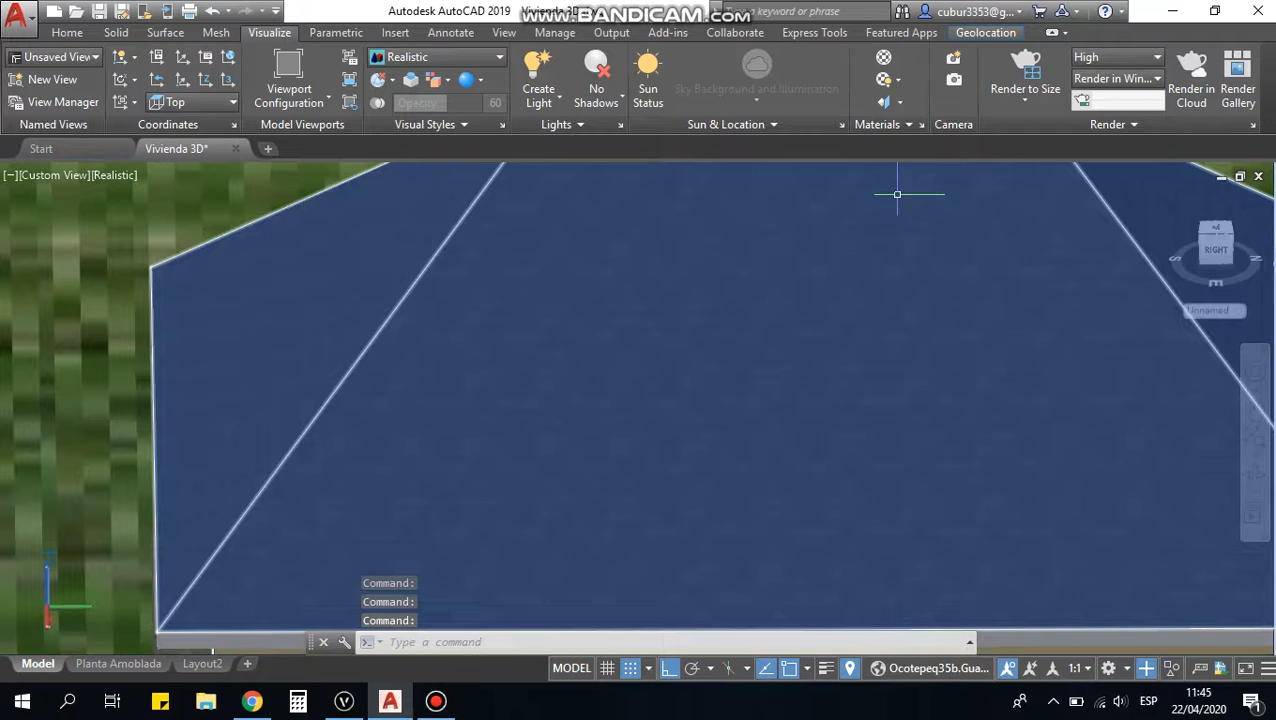 Autodesk AutoCAD 2019 Vivienda 3D
www.BANDICAM.com
Type a keyword or phrase
cubur3353@g...
Home Solid Surface Mesh Visualize Parametric Insert Annotate View Manage Output Add-ins Collaborate Express Tools Featured Apps Geolocation
Unsaved View
New View
View Manager
Named Views
Top
Coordinates
Viewport
Configuration
Model Viewports
Realistic
Opacity 60
Visual Styles
Create
Light
No
Shadows
Lights
Sun
Status
Sky Background and Illumination
Sun & Location
Materials
Camera
Render to Size
High
Render in Win...
Render in
Cloud
Render
Gallery
Render
Start Vivienda 3D*
[−][Custom View][Realistic]
RIGHT
S N
E
Unnamed
Command:
Command:
Command:
Type a command
Model Planta Amoblada Layout2 +
MODEL Ocotepeq35b.Gua... 1:1
ESP
11:45
22/04/2020